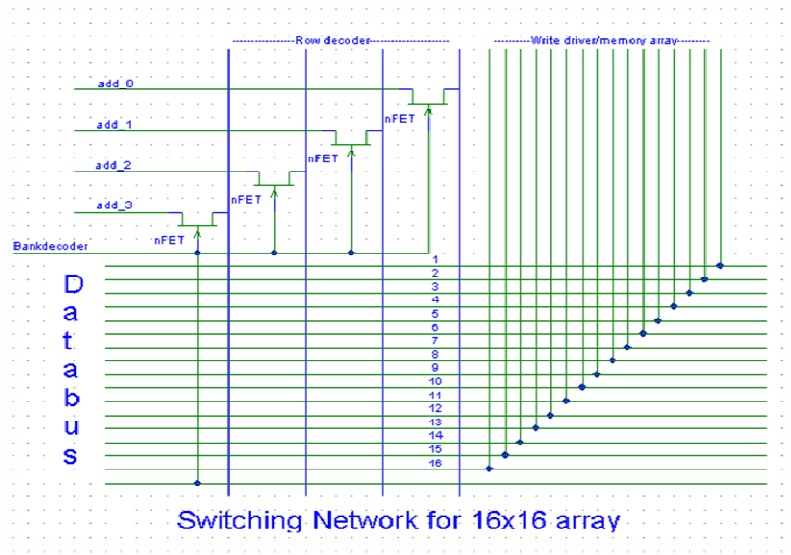 Row decoder
Write driver/memory array
add_0
nFET
add_1
nFET
add_2
nFET
add_3
nFET
Bankdecoder
Databus
1
2
3
4
5
6
7
8
9
10
11
12
13
14
15
16
Switching Network for 16x16 array